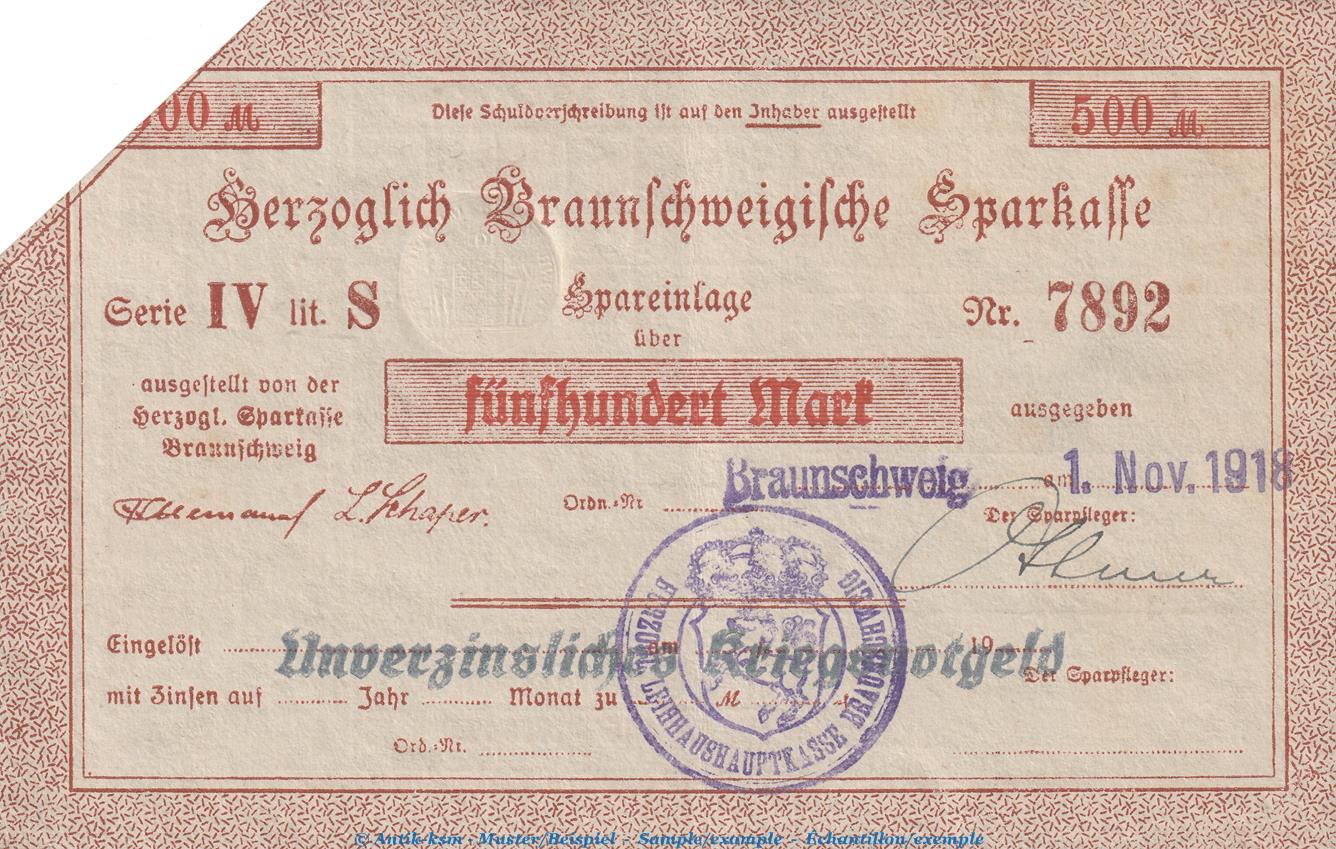 00 M
Diese Schuldverschreibung ist auf den Inhaber ausgestellt
500 M
Herzoglich Braunschweigische Sparkasse
Serie IV lit. S
Spareinlage
Nr. 7892
über
ausgestellt von der
Herzogl. Sparkasse
Braunschweig
fünfhundert Mark
ausgegeben
Braunschweig am 1. Nov. 1918
L. Schaper.
Ordn.-Nr.
Der Sparpfleger:
HERZOGL. LEIHHAUSHAUPTKASSE BRAUNSCHWEIG
Eingelöst am 19
Unverzinsliches Kriegsnotgeld
Der Sparpfleger:
mit Zinsen auf Jahr Monat zu M
Ord.-Nr.
© Antik-ksm - Muster/Beispiel - Sample/example - Échantillon/exemple